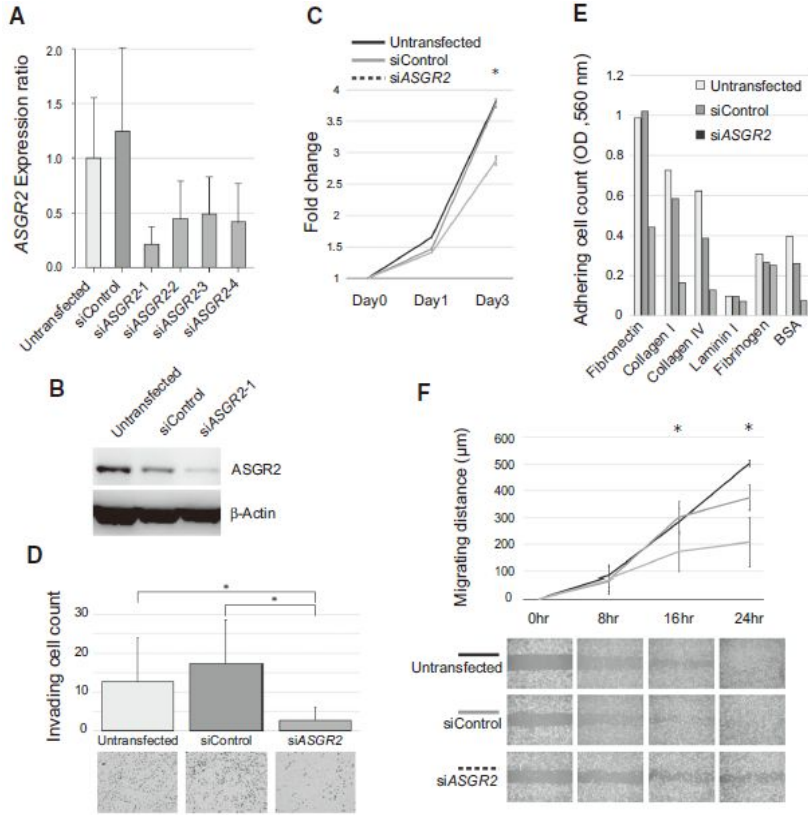 A
ASGR2 Expression ratio
2.0
1.5
1.0
0.5
0.0
Untransfected
siControl
siASGR2-1
siASGR2-2
siASGR2-3
siASGR2-4
B
Untransfected
siControl
siASGR2-1
ASGR2
β-Actin
C
Untransfected
siControl
siASGR2
*
Fold change
4
3.5
3
2.5
2
1.5
1
Day0 Day1 Day3
D
* 
*
Invading cell count
30
20
10
0
Untransfected siControl siASGR2
E
Adhering cell count (OD ,560 nm)
1.2
1
0.8
0.6
0.4
0.2
0
Untransfected
siControl
siASGR2
Fibronectin
Collagen I
Collagen IV
Laminin I
Fibrinogen
BSA
F
* *
Migrating distance (µm)
600
500
400
300
200
100
0
0hr 8hr 16hr 24hr
Untransfected
siControl
siASGR2